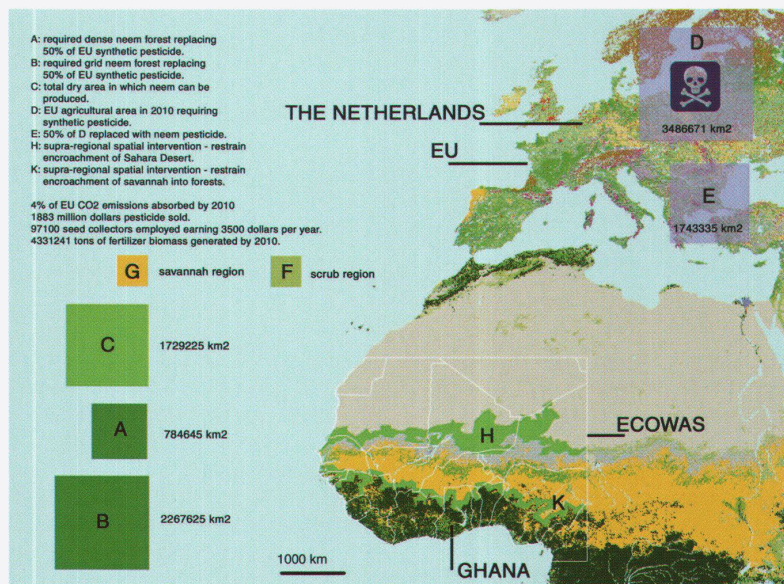 A: required dense neem forest replacing
50% of EU synthetic pesticide.
B: required grid neem forest replacing
50% of EU synthetic pesticide.
C: total dry area in which neem can be
produced.
D: EU agricultural area in 2010 requiring
synthetic pesticide.
E: 50% of D replaced with neem pesticide.
H: supra-regional spatial intervention - restrain
encroachment of Sahara Desert.
K: supra-regional spatial intervention - restrain
encroachment of savannah into forests.
4% of EU CO2 emissions absorbed by 2010
1883 million dollars pesticide sold.
97100 seed collectors employed earning 3500 dollars per year.
4331241 tons of fertilizer biomass generated by 2010.
G savannah region
F scrub region
C 1729225 km2
A 784645 km2
B 2267625 km2
D
3486671 km2
THE NETHERLANDS
EU
E
1743335 km2
H
ECOWAS
K
1000 km
GHANA